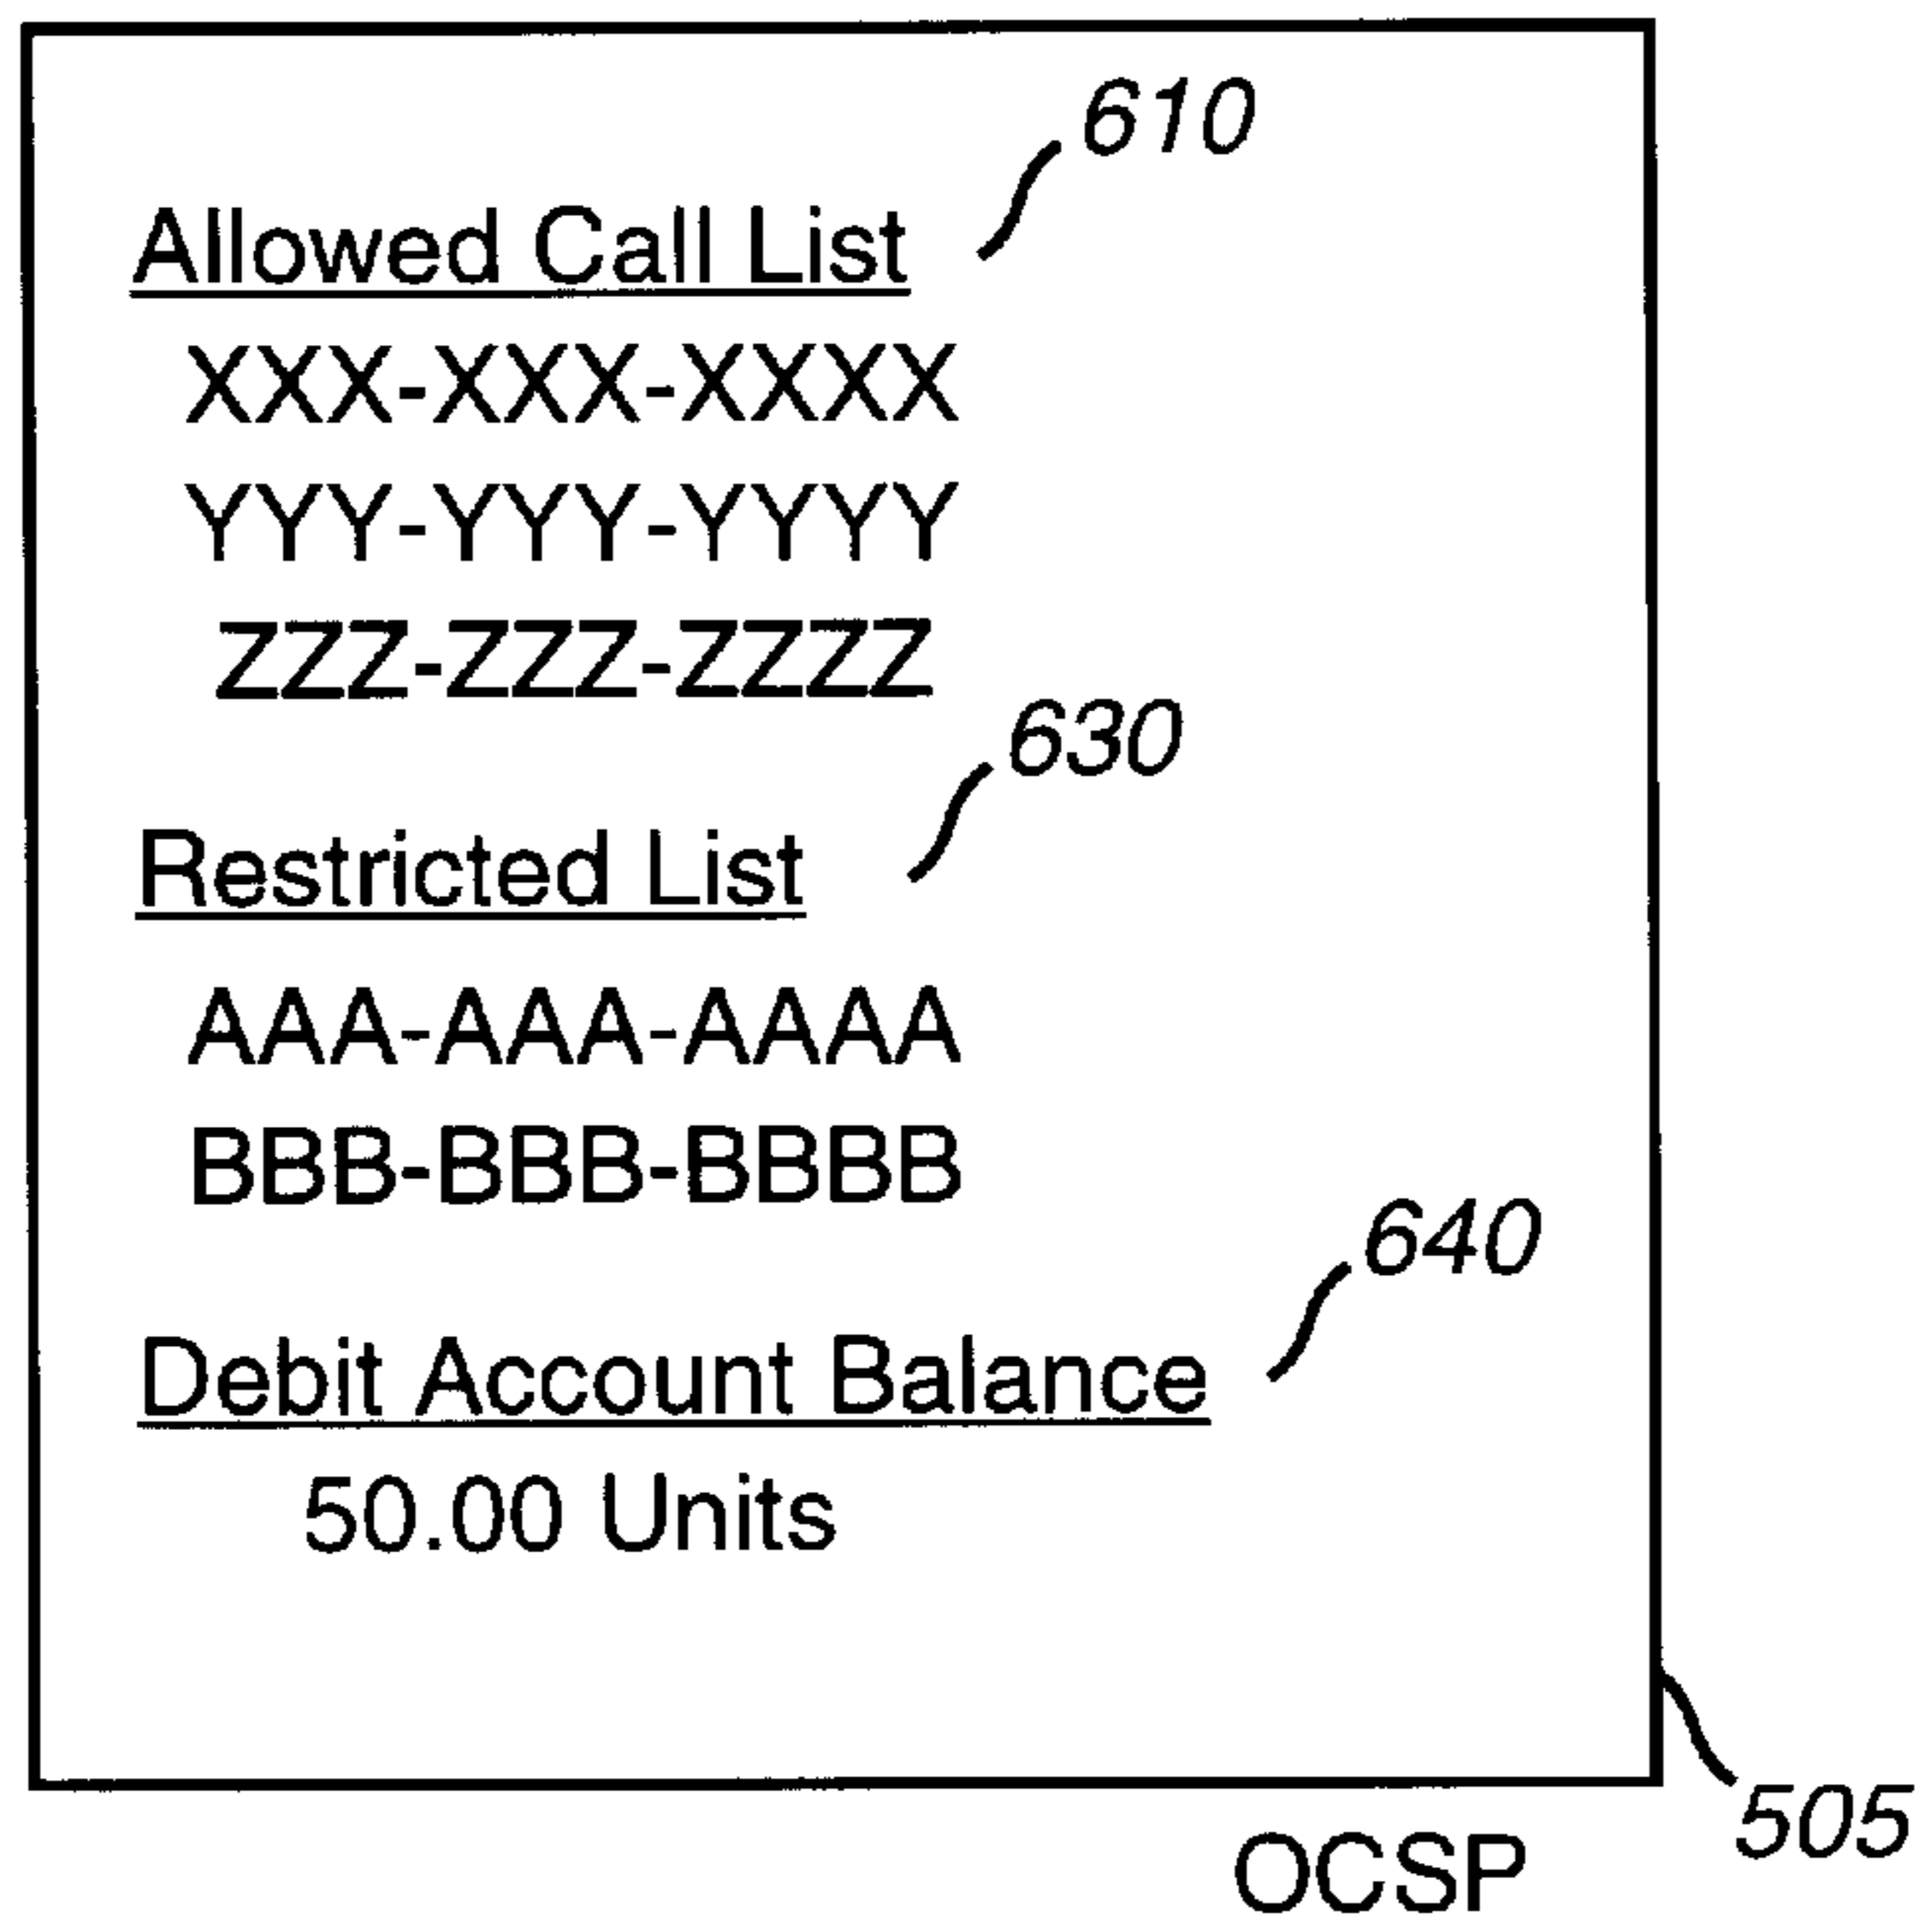 610
Allowed Call List
XXX-XXX-XXXX
YYY-YYY-YYYY
ZZZ-ZZZ-ZZZZ
630
Restricted List
AAA-AAA-AAAA
BBB-BBB-BBBB
640
Debit Account Balance
50.00 Units
505
OCSP